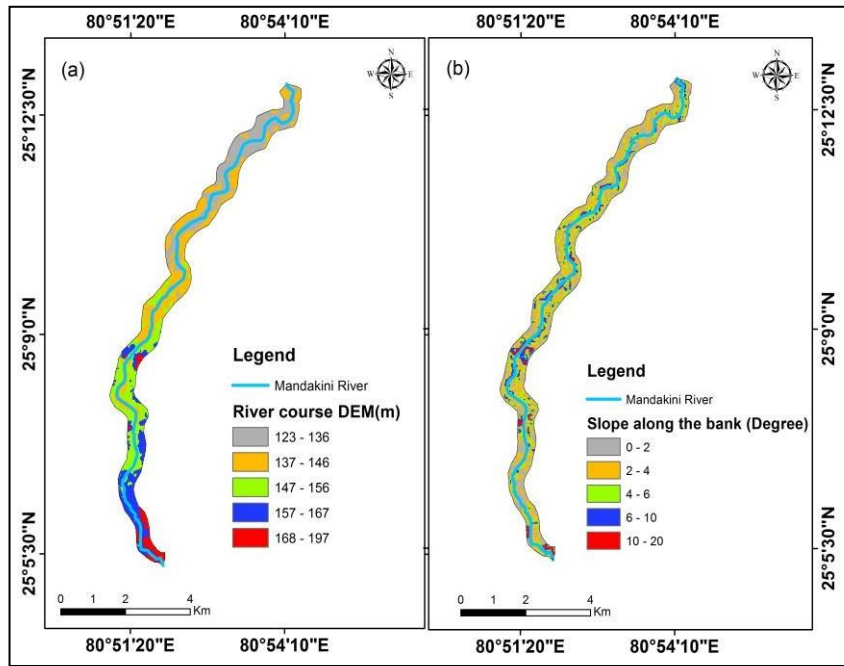 80°51'20"E 80°54'10"E 80°51'20"E 80°54'10"E
(a)
N
W E
S
(b)
N
W E
S
25°12'30"N
25°12'30"N
25°9'0"N
25°9'0"N
25°5'30"N
25°5'30"N
Legend
Mandakini River
River course DEM(m)
123 - 136
137 - 146
147 - 156
157 - 167
168 - 197
0 1 2 4
Km
Legend
Mandakini River
Slope along the bank (Degree)
0 - 2
2 - 4
4 - 6
6 - 10
10 - 20
0 1 2 4
Km
80°51'20"E 80°54'10"E 80°51'20"E 80°54'10"E